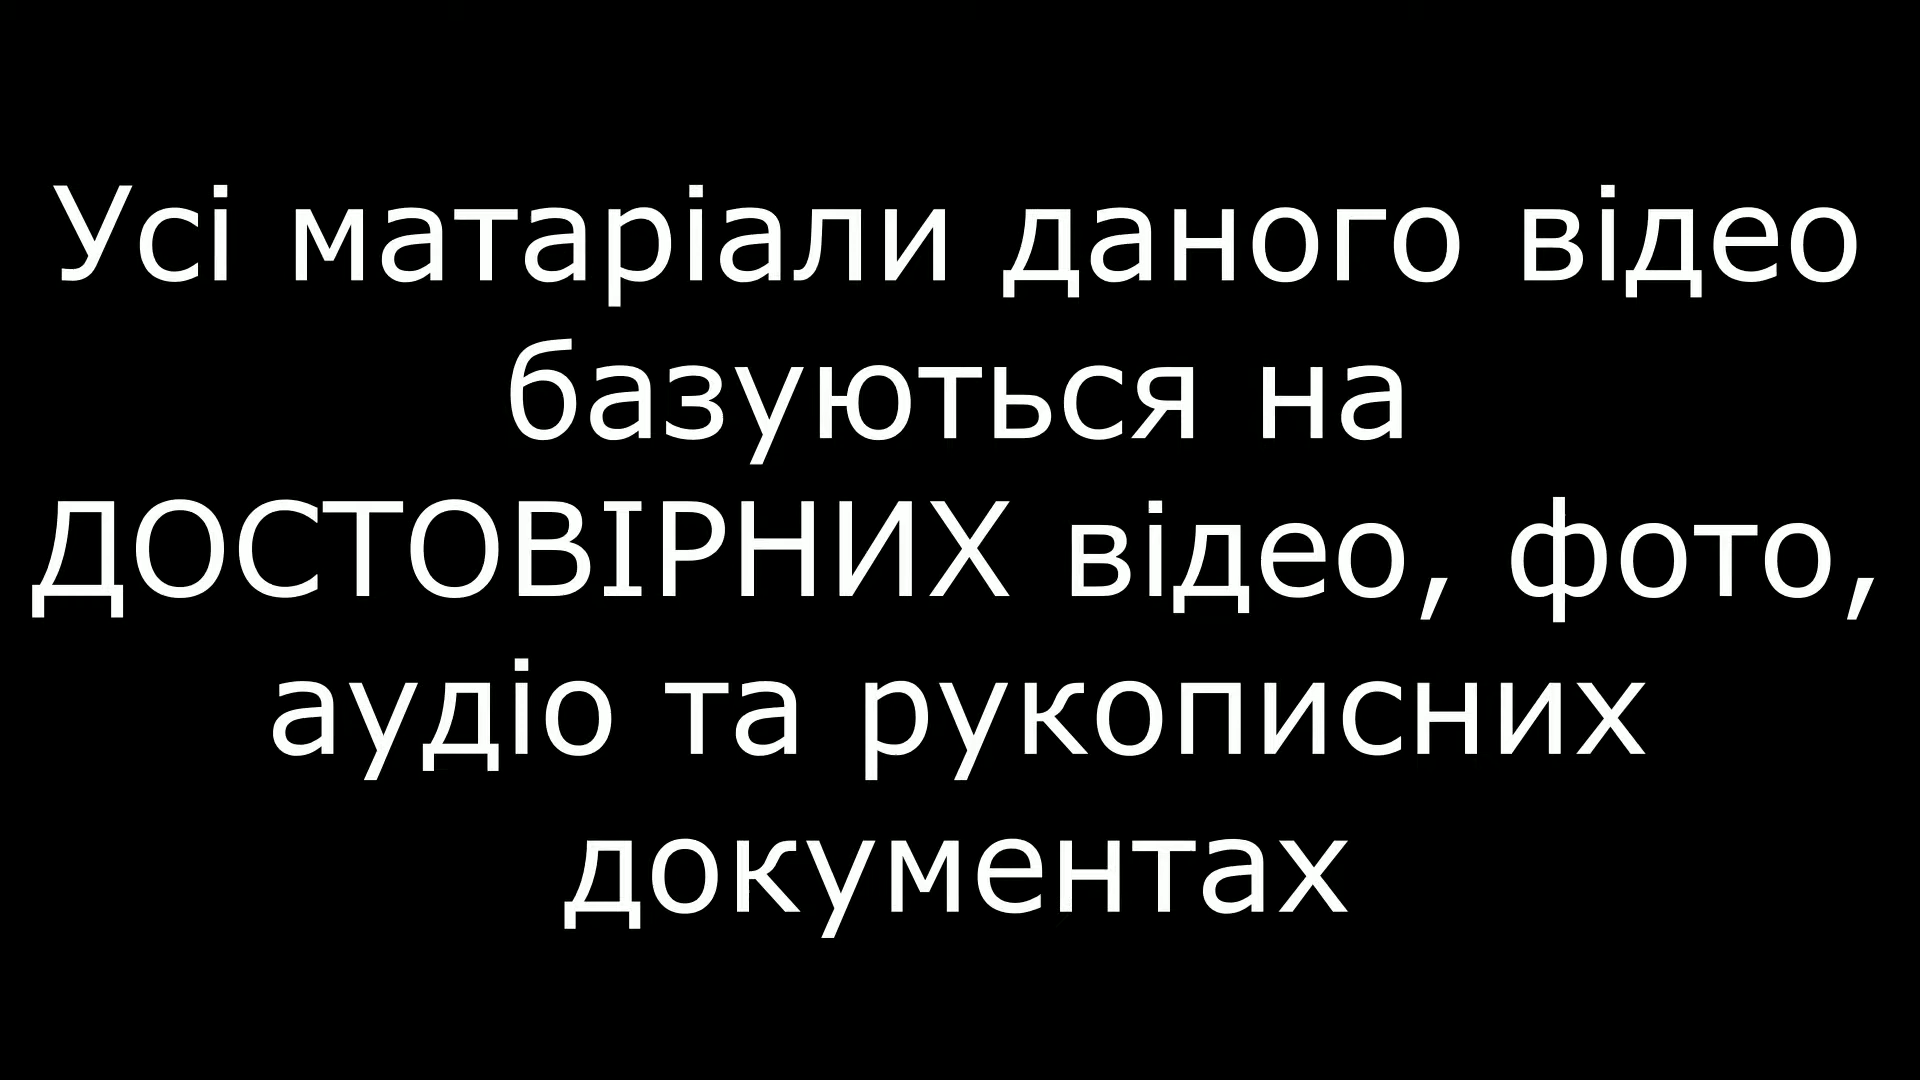 Усі матаріали даного відео
базуються на
ДОСТОВІРНИХ відео, фото,
аудіо та рукописних
документах